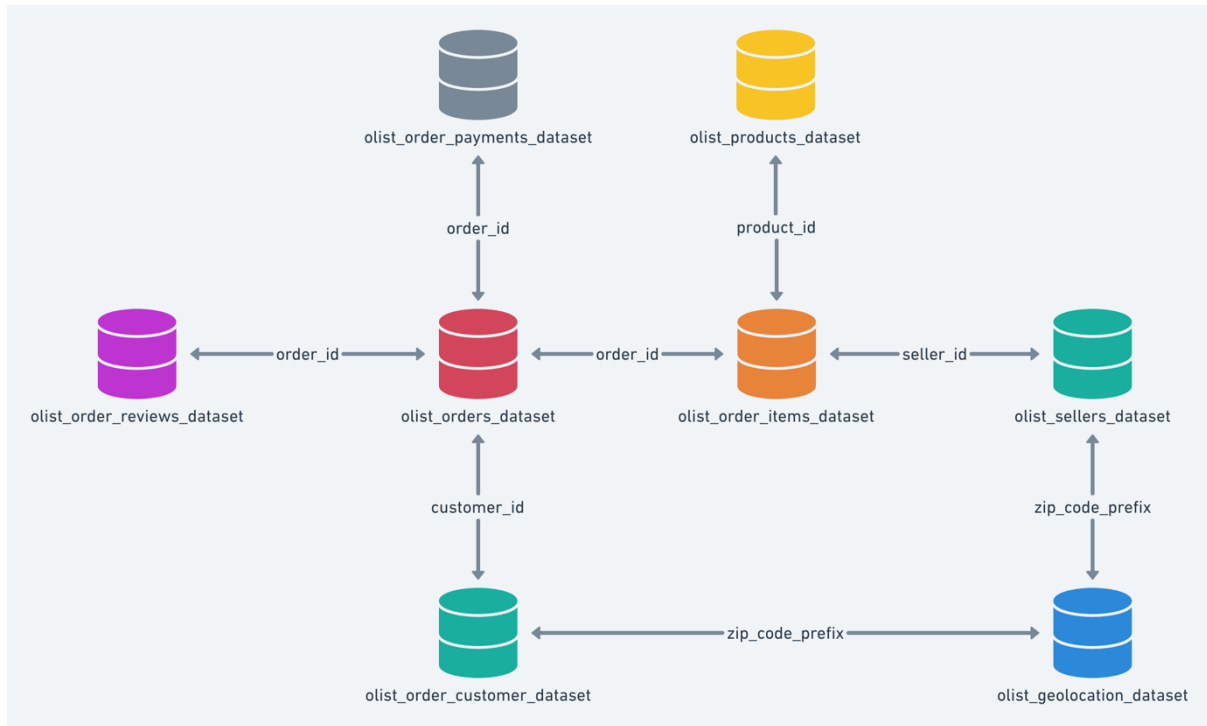 olist_order_payments_dataset
olist_products_dataset
order_id
product_id
order_id
order_id
seller_id
olist_order_reviews_dataset
olist_orders_dataset
olist_order_items_dataset
olist_sellers_dataset
customer_id
zip_code_prefix
zip_code_prefix
olist_order_customer_dataset
olist_geolocation_dataset